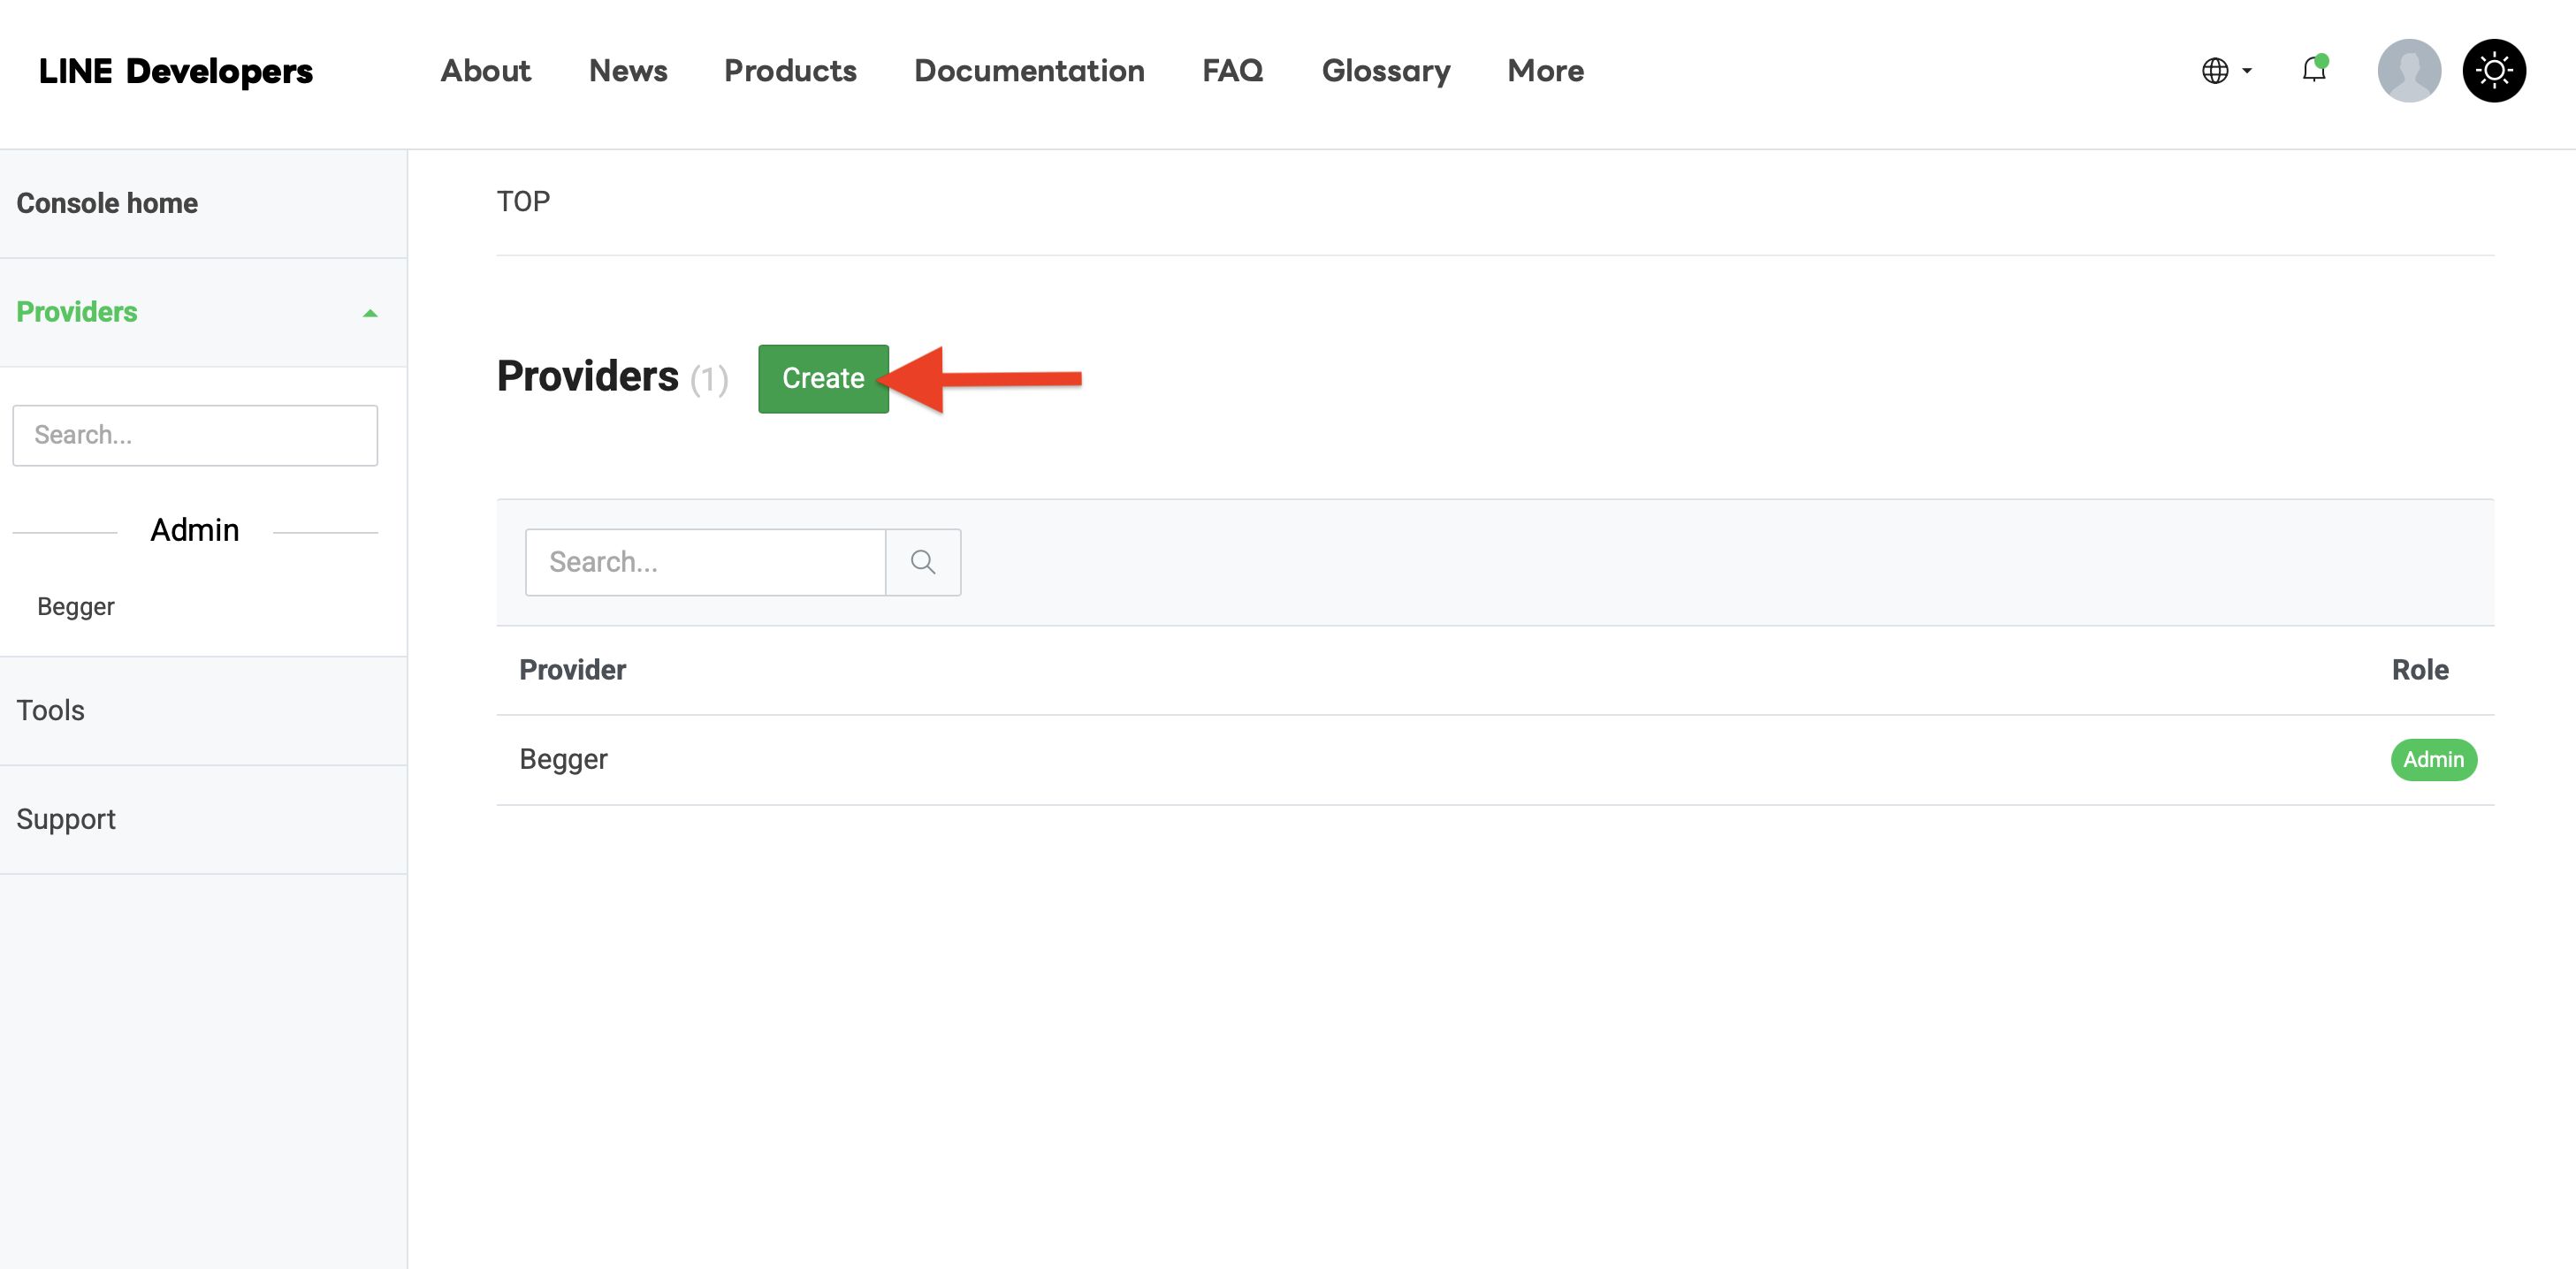 LINE Developers
About
News
Products
Documentation
FAQ
Glossary
More
Console home
Providers
Search...
Admin
Begger
Tools
Support
TOP
Providers (1)
Create
Search...
Provider
Role
Begger
Admin